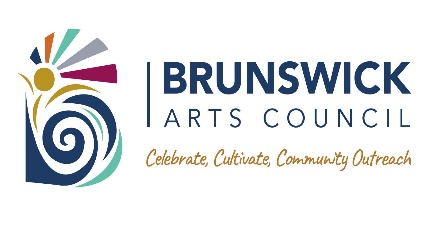 BRUNSWICK
ARTS COUNCIL
Celebrate, Cultivate, Community Outreach